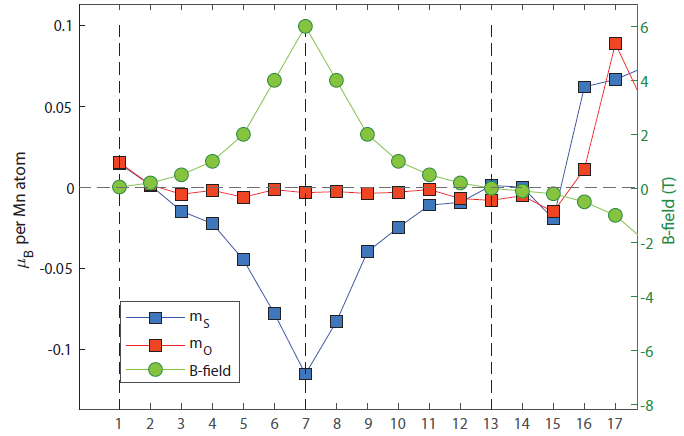 0.1
0.05
0
-0.05
-0.1
μB per Mn atom
6
4
2
0
-2
-4
-6
-8
B-field (T)
mS
mO
B-field
1 2 3 4 5 6 7 8 9 10 11 12 13 14 15 16 17